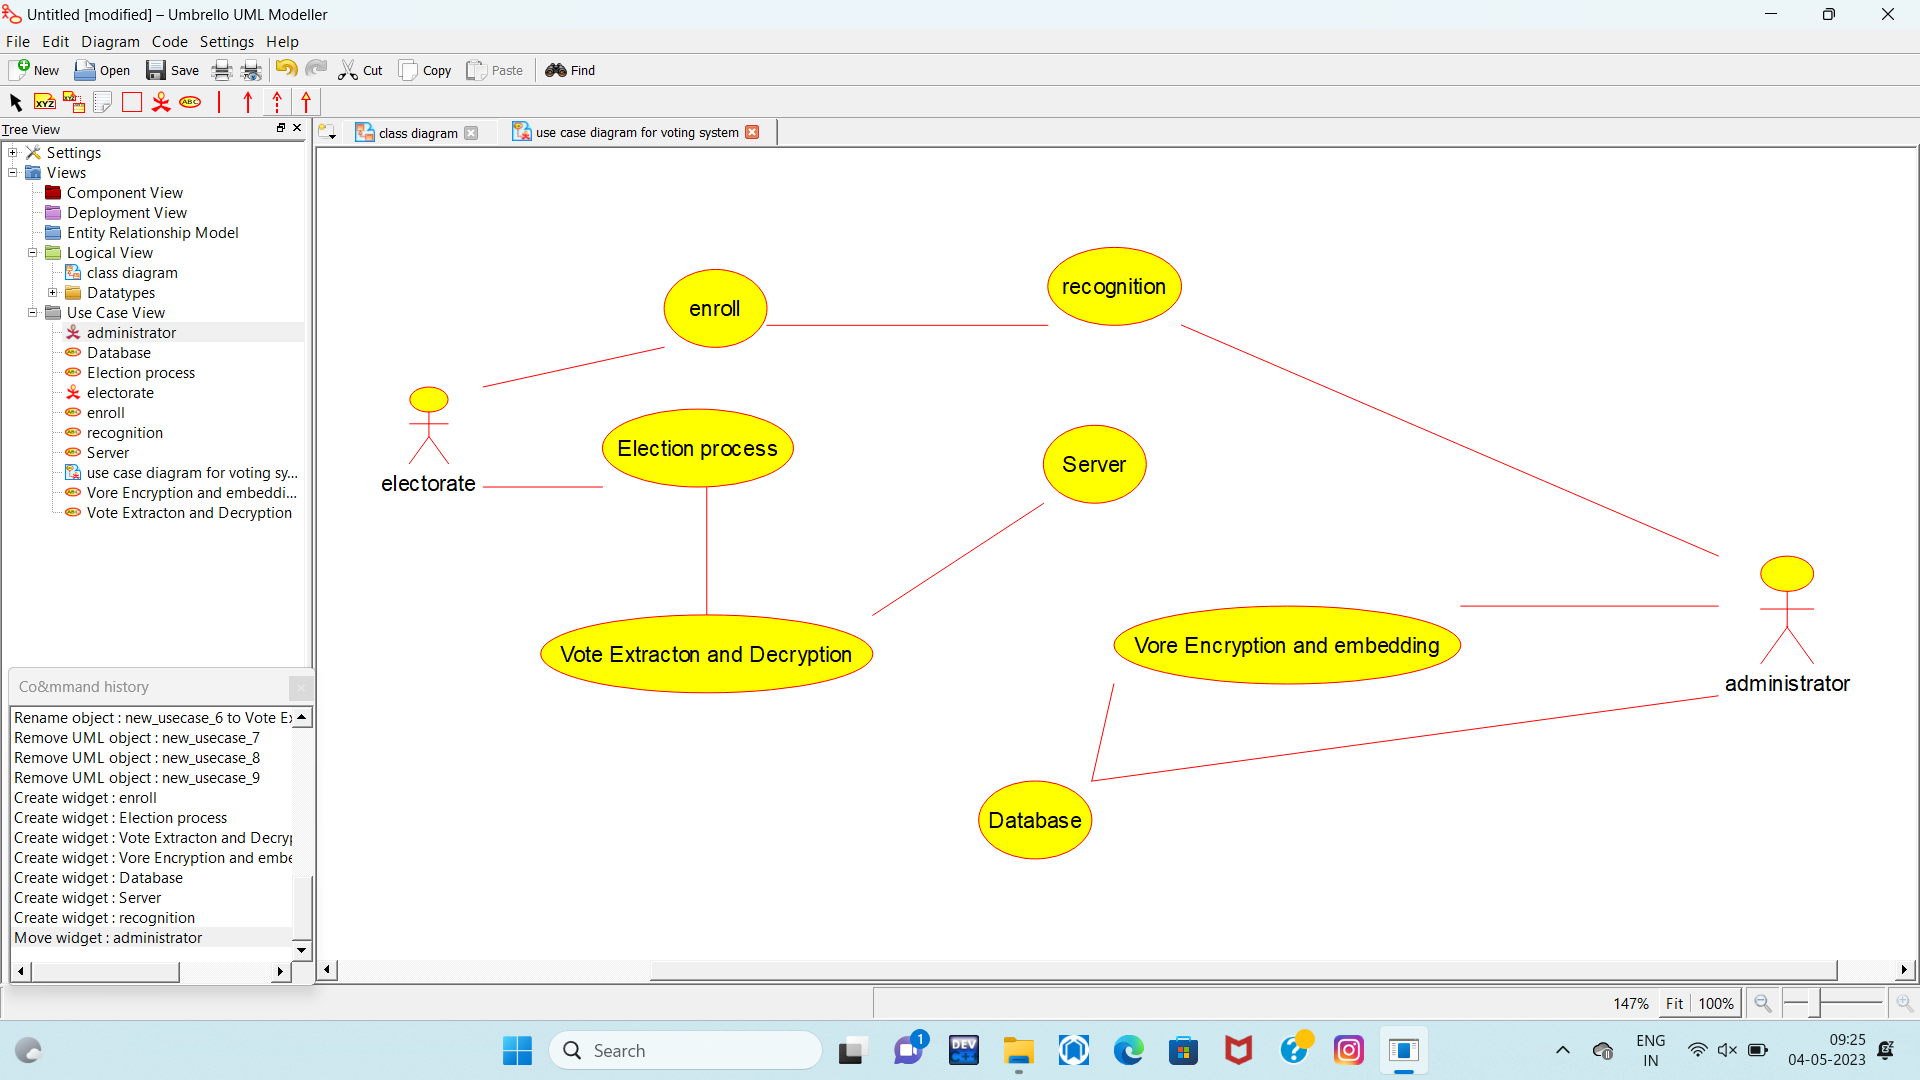 Untitled [modified] – Umbrello UML Modeller
File Edit Diagram Code Settings Help
New Open Save Cut Copy Paste Find
XYZ XYZ ABC
Tree View
class diagram
use case diagram for voting system
Settings
Views
Component View
Deployment View
Entity Relationship Model
Logical View
class diagram
Datatypes
Use Case View
administrator
Database
Election process
electorate
enroll
recognition
Server
use case diagram for voting sy...
Vore Encryption and embeddi...
Vote Extracton and Decryption
Co&mmand history
Rename object : new_usecase_6 to Vote Ex
Remove UML object : new_usecase_7
Remove UML object : new_usecase_8
Remove UML object : new_usecase_9
Create widget : enroll
Create widget : Election process
Create widget : Vote Extracton and Decryp
Create widget : Vore Encryption and embe
Create widget : Database
Create widget : Server
Create widget : recognition
Move widget : administrator
enroll
recognition
Election process
Server
electorate
Vote Extracton and Decryption
Vore Encryption and embedding
administrator
Database
147% Fit 100%
Search
1
DEV
C++
ENG
IN
09:25
04-05-2023